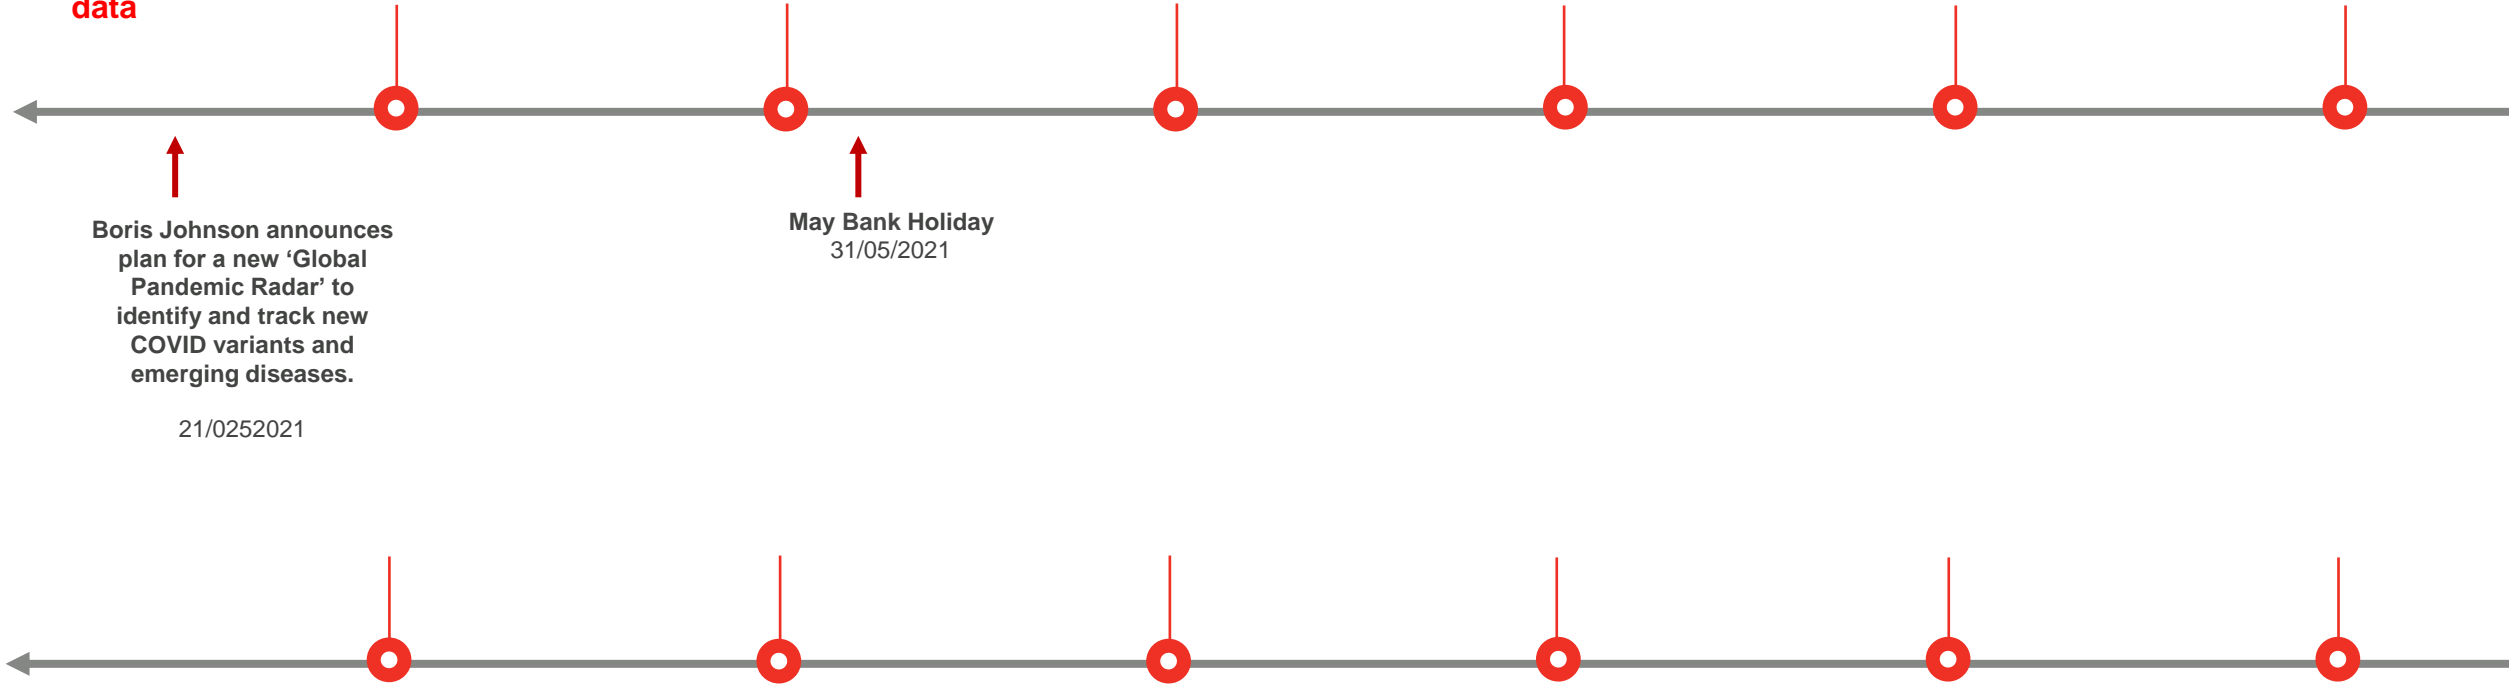 data
Boris Johnson announces
plan for a new ‘Global
Pandemic Radar’ to
identify and track new
COVID variants and
emerging diseases.
21/0252021
May Bank Holiday
31/05/2021